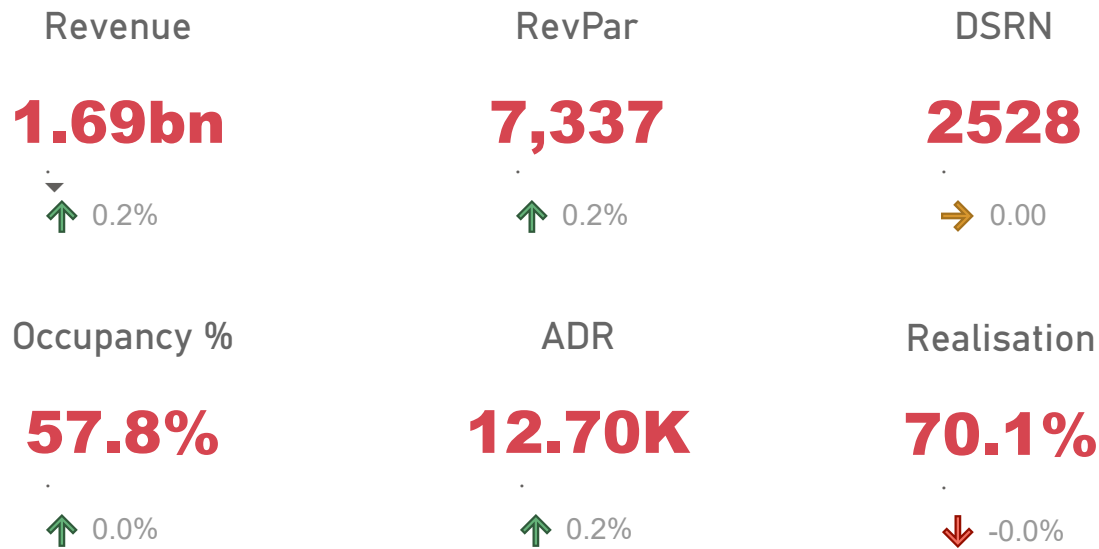 Revenue
RevPar
DSRN
1.69bn
7,337
2528
0.2%
0.2%
0.00
Occupancy %
ADR
Realisation
57.8%
12.70K
70.1%
0.0%
0.2%
-0.0%